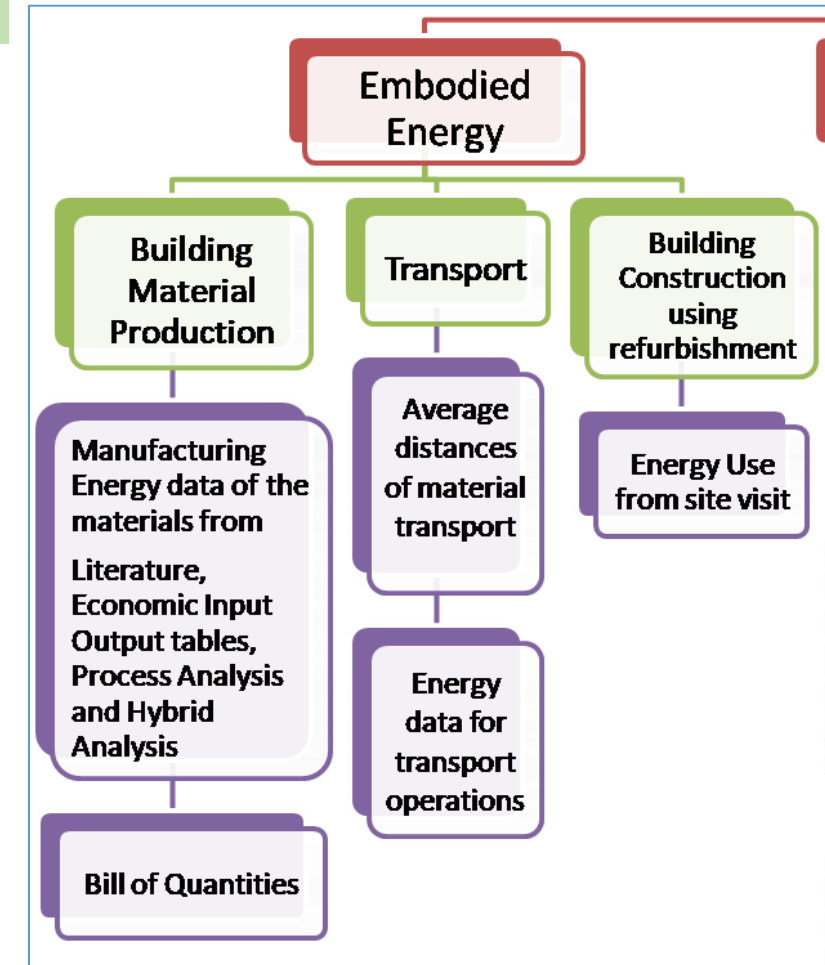 Embodied
Energy
Building
Material
Production
Transport
Building
Construction
using
refurbishment
Manufacturing
Energy data of the
materials from
Literature,
Economic Input
Output tables,
Process Analysis
and Hybrid
Analysis
Bill of Quantities
Average
distances
of material
transport
Energy
data for
transport
operations
Energy Use
from site visit